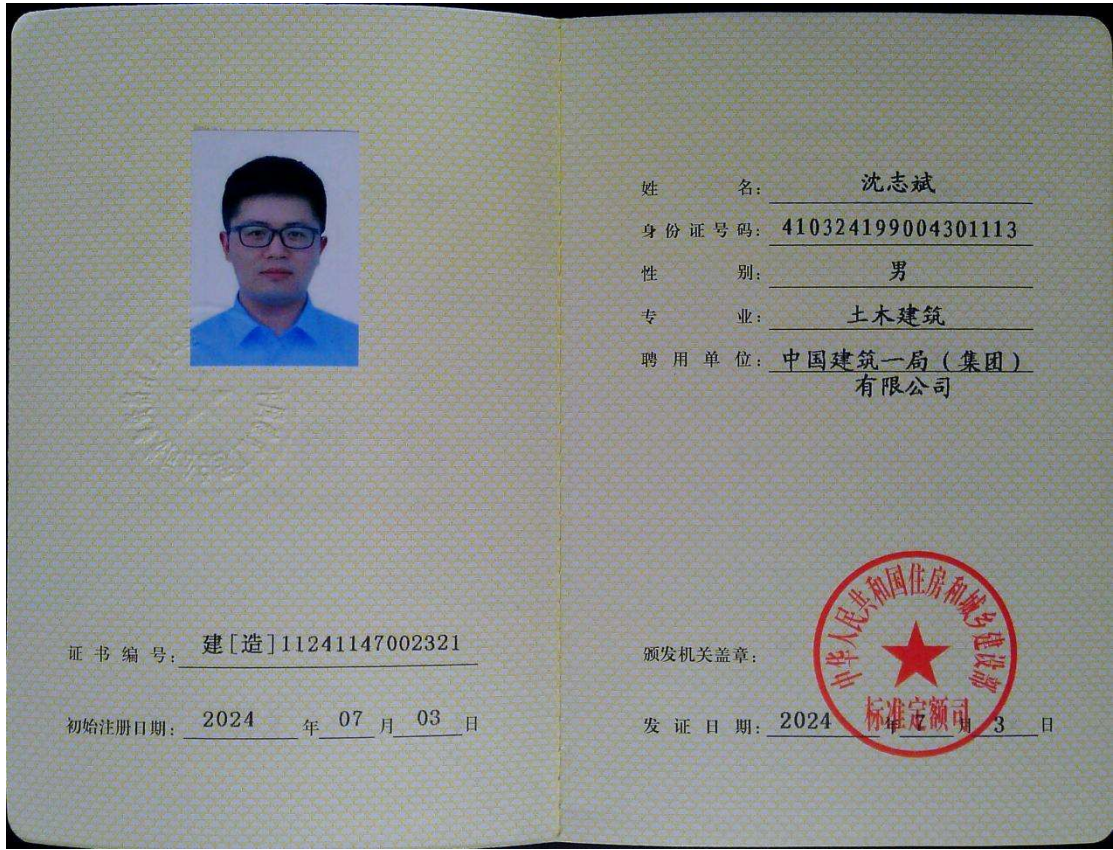 证书编号: 建[造]11241147002321
初始注册日期: 2024 年 07 月 03 日
姓名: 沈志斌
身份证号码: 410324199004301113
性别: 男
专业: 土木建筑
聘用单位: 中国建筑一局(集团)
有限公司
中华人民共和国住房和城乡建设部
标准定额司
颁发机关盖章:
发证日期: 2024 年 7 月 3 日